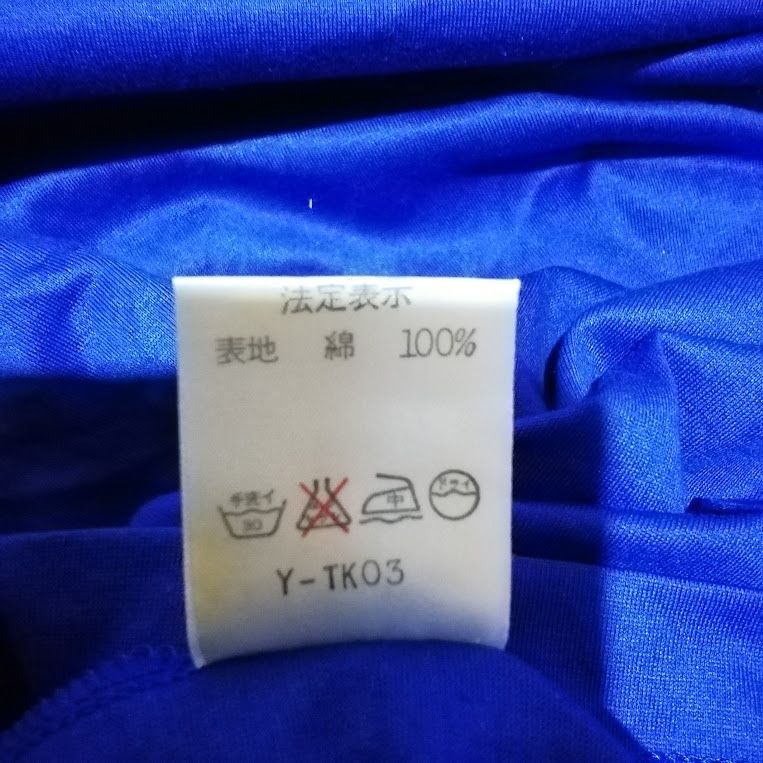 法定表示
表地 綿 100%
手洗イ 30 中 ドライ
Y-TK03